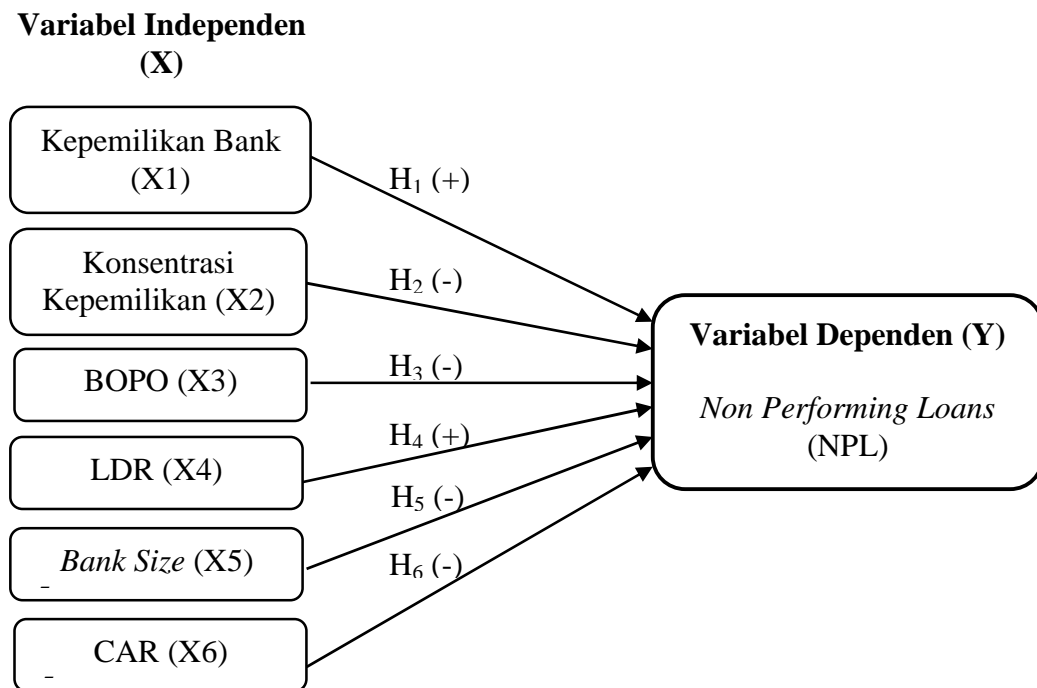 Variabel Independen
(X)
Kepemilikan Bank
(X1)
H₁ (+)
Konsentrasi
Kepemilikan (X2)
H₂ (-)
Variabel Dependen (Y)
BOPO (X3)
H₃ (-)
Non Performing Loans
(NPL)
LDR (X4)
H₄ (+)
Bank Size (X5)
H₅ (-)
CAR (X6)
H₆ (-)